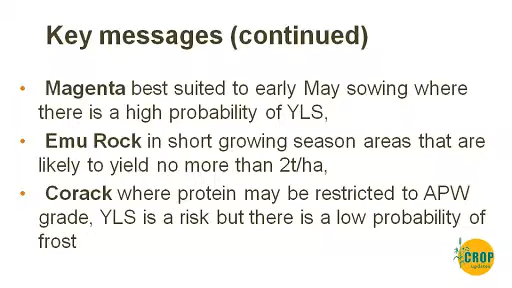 Key messages (continued)
• Magenta best suited to early May sowing where
there is a high probability of YLS,
• Emu Rock in short growing season areas that are
likely to yield no more than 2t/ha,
• Corack where protein may be restricted to APW
grade, YLS is a risk but there is a low probability of
frost
CROP
updates